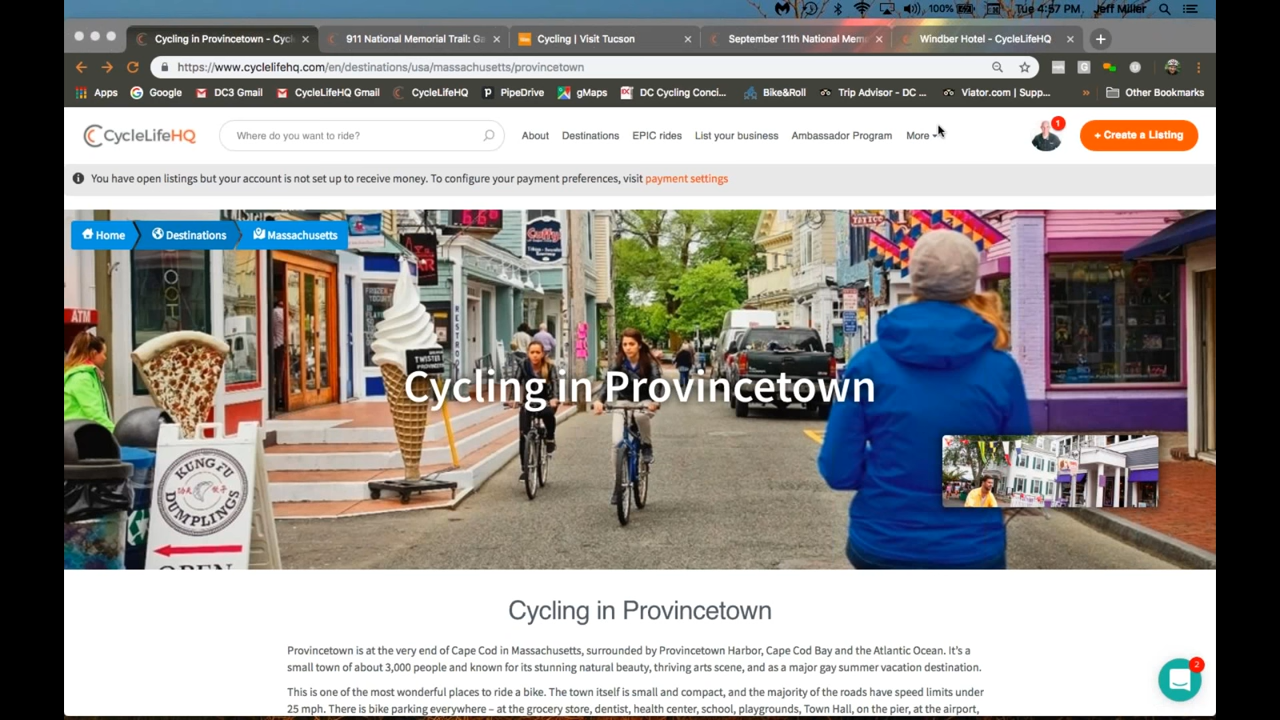 100% Tue 4:57 PM Jeff Miller
Cycling in Provincetown - Cycl × 911 National Memorial Trail: Ga × Cycling | Visit Tucson × September 11th National Mem × Windber Hotel - CycleLifeHQ ×
https://www.cyclelifehq.com/en/destinations/usa/massachusetts/provincetown
Apps Google DC3 Gmail CycleLifeHQ Gmail CycleLifeHQ PipeDrive gMaps DC Cycling Conci... Bike&Roll Trip Advisor - DC ... Viator.com | Supp... » Other Bookmarks
CycleLifeHQ Where do you want to ride? About Destinations EPIC rides List your business Ambassador Program More 1 + Create a Listing
You have open listings but your account is not set up to receive money. To configure your payment preferences, visit payment settings
Home Destinations Massachusetts
TATTOO
ATM
RESTROO
TWISTER
Cycling in Provincetown
KUNG FU
DUMPLINGS
OPEN
Cycling in Provincetown
Provincetown is at the very end of Cape Cod in Massachusetts, surrounded by Provincetown Harbor, Cape Cod Bay and the Atlantic Ocean. It's a
small town of about 3,000 people and known for its stunning natural beauty, thriving arts scene, and as a major gay summer vacation destination.
This is one of the most wonderful places to ride a bike. The town itself is small and compact, and the majority of the roads have speed limits under
25 mph. There is bike parking everywhere – at the grocery store, dentist, health center, school, playgrounds, Town Hall, on the pier, at the airport,
2